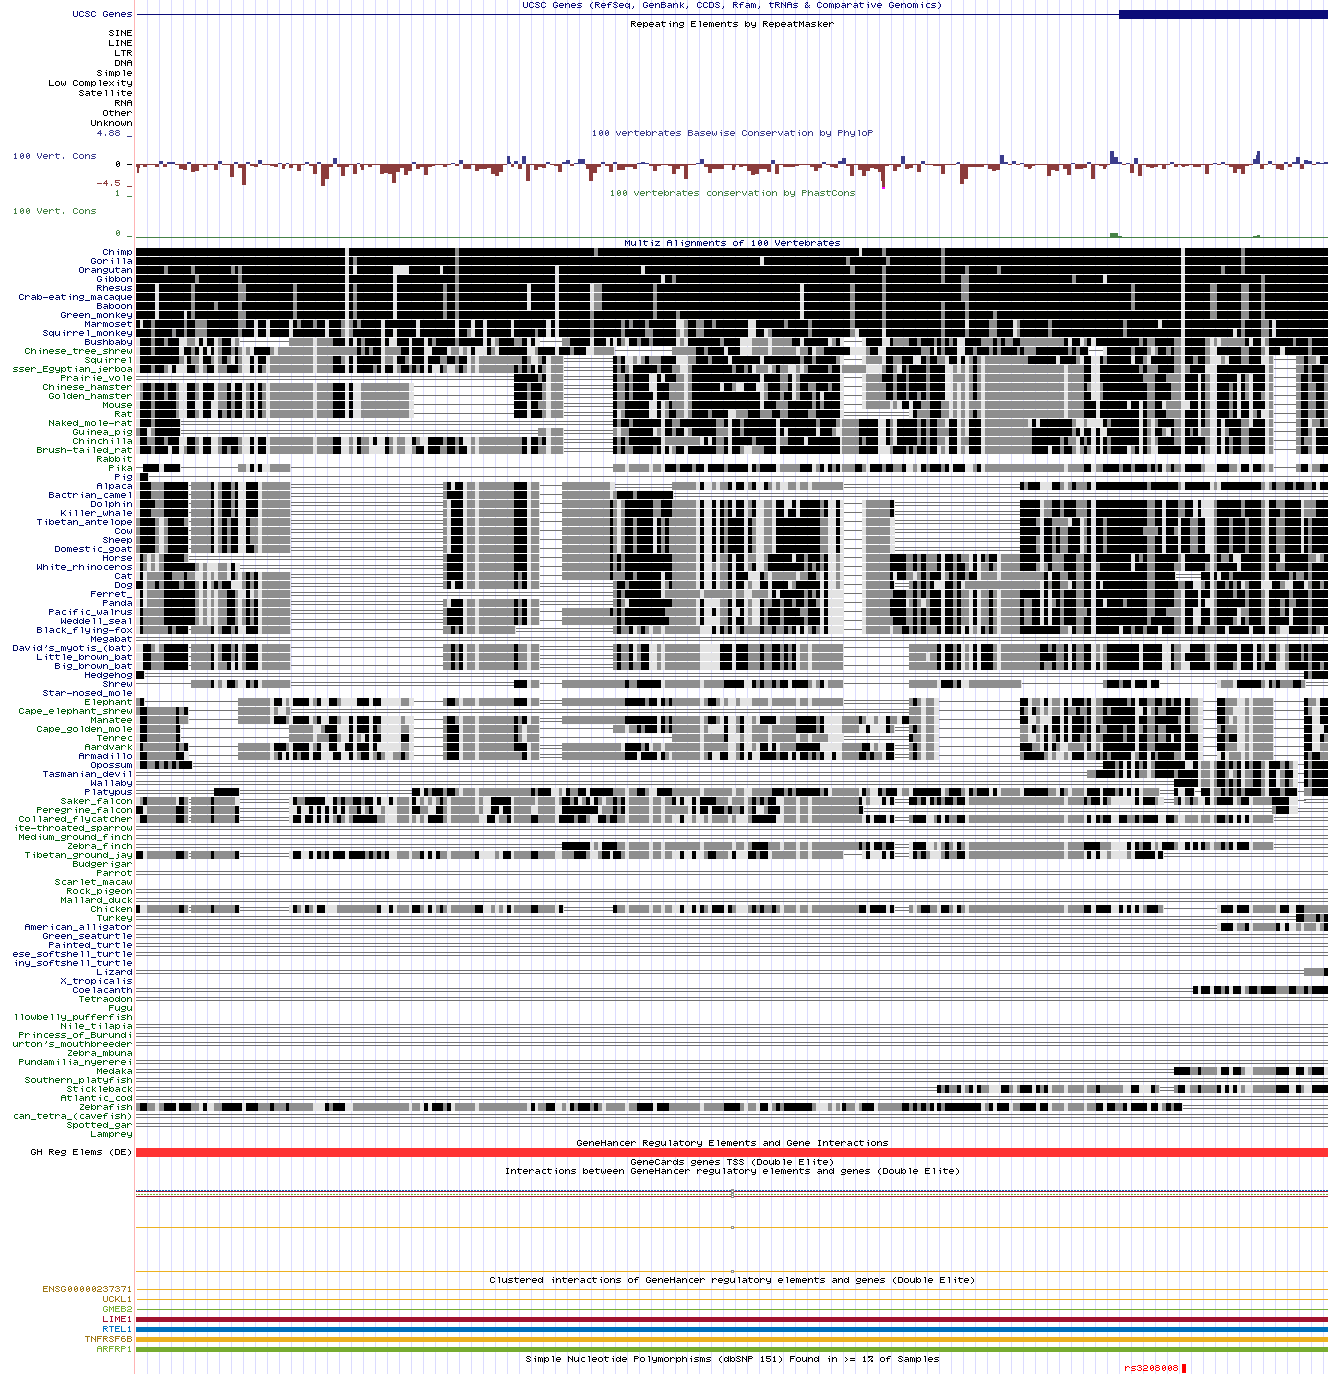 UCSC Genes (RefSeq, GenBank, CCDS, Rfam, tRNAs & Comparative Genomics)
UCSC Genes
Repeating Elements by RepeatMasker
SINE
LINE
LTR
DNA
Simple
Low Complexity
Satellite
RNA
Other
Unknown
4.88 _
100 vertebrates Basewise Conservation by PhyloP
100 Vert. Cons
0 -
-4.5 _
1 _
100 vertebrates conservation by PhastCons
100 Vert. Cons
0 _
Multiz Alignments of 100 Vertebrates
Chimp
Gorilla
Orangutan
Gibbon
Rhesus
Crab-eating_macaque
Baboon
Green_monkey
Marmoset
Squirrel_monkey
Bushbaby
Chinese_tree_shrew
Squirrel
sser_Egyptian_jerboa
Prairie_vole
Chinese_hamster
Golden_hamster
Mouse
Rat
Naked_mole-rat
Guinea_pig
Chinchilla
Brush-tailed_rat
Rabbit
Pika
Pig
Alpaca
Bactrian_camel
Dolphin
Killer_whale
Tibetan_antelope
Cow
Sheep
Domestic_goat
Horse
White_rhinoceros
Cat
Dog
Ferret_
Panda
Pacific_walrus
Weddell_seal
Black_flying-fox
Megabat
David's_myotis_(bat)
Little_brown_bat
Big_brown_bat
Hedgehog
Shrew
Star-nosed_mole
Elephant
Cape_elephant_shrew
Manatee
Cape_golden_mole
Tenrec
Aardvark
Armadillo
Opossum
Tasmanian_devil
Wallaby
Platypus
Saker_falcon
Peregrine_falcon
Collared_flycatcher
ite-throated_sparrow
Medium_ground_finch
Zebra_finch
Tibetan_ground_jay
Budgerigar
Parrot
Scarlet_macaw
Rock_pigeon
Mallard_duck
Chicken
Turkey
American_alligator
Green_seaturtle
Painted_turtle
ese_softshell_turtle
iny_softshell_turtle
Lizard
X_tropicalis
Coelacanth
Tetraodon
Fugu
llowbelly_pufferfish
Nile_tilapia
Princess_of_Burundi
urton's_mouthbreeder
Zebra_mbuna
Pundamilia_nyererei
Medaka
Southern_platyfish
Stickleback
Atlantic_cod
Zebrafish
can_tetra_(cavefish)
Spotted_gar
Lamprey
GeneHancer Regulatory Elements and Gene Interactions
GH Reg Elems (DE)
GeneCards genes TSS (Double Elite)
Interactions between GeneHancer regulatory elements and genes (Double Elite)
Clustered interactions of GeneHancer regulatory elements and genes (Double Elite)
ENSG00000237371
UCKL1
GMEB2
LIME1
RTEL1
TNFRSF6B
ARFRP1
Simple Nucleotide Polymorphisms (dbSNP 151) Found in >= 1% of Samples
rs3208008